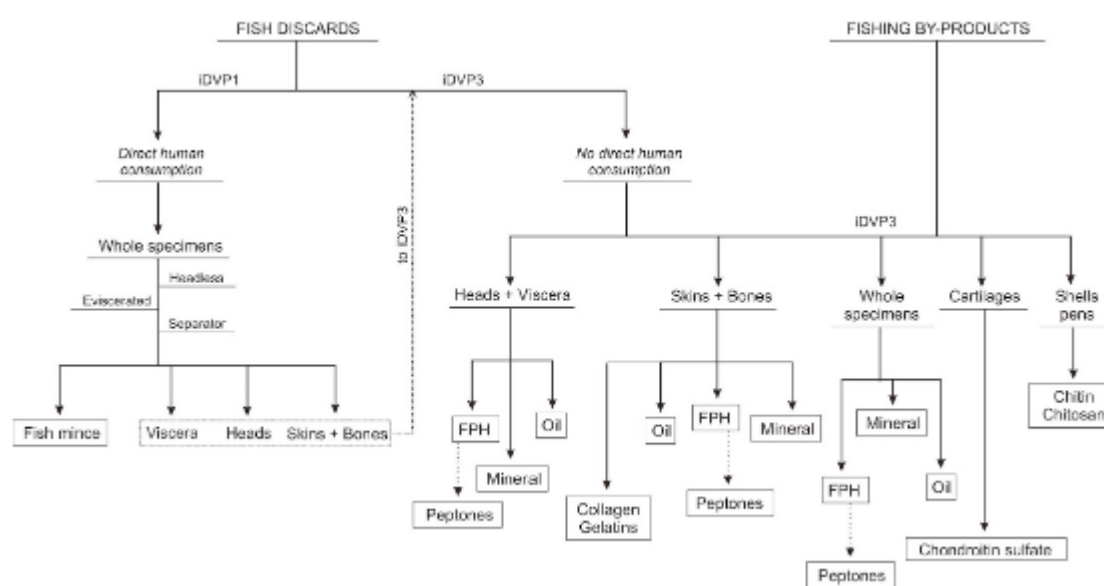 FISH DISCARDS
FISHING BY-PRODUCTS
iDVP1
iDVP3
Direct human
consumption
No direct human
consumption
to iDVP3
iDVP3
Whole specimens
Headless
Eviscerated
Separator
Heads + Viscera
Skins + Bones
Whole
specimens
Cartilages
Shells
pens
Fish mince
Viscera
Heads
Skins + Bones
FPH
Oil
Mineral
Peptones
Oil
FPH
Mineral
Collagen
Gelatins
Peptones
Mineral
FPH
Oil
Peptones
Chitin
Chitosan
Chondroitin sulfate